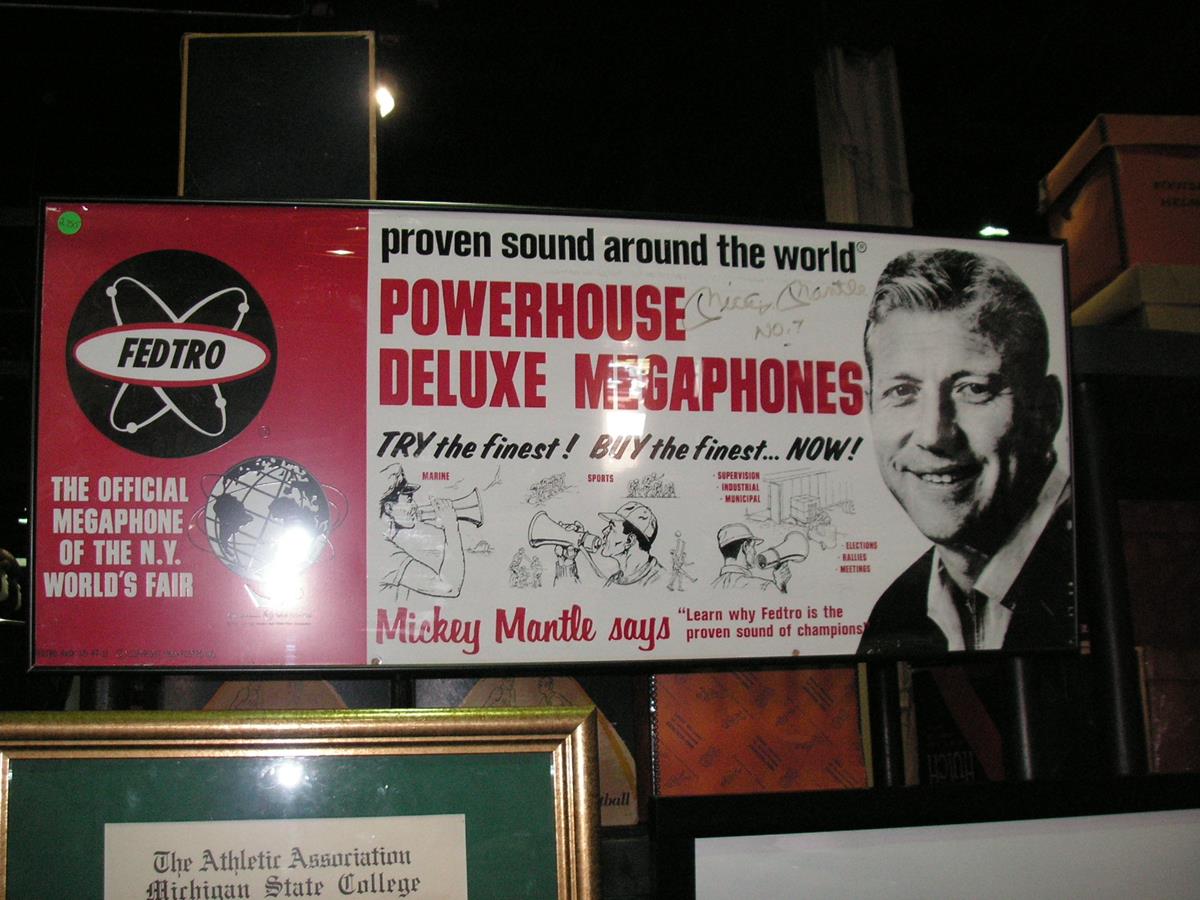 FEDTRO
THE OFFICIAL
MEGAPHONE
OF THE N.Y.
WORLD'S FAIR
proven sound around the world®
POWERHOUSE
DELUXE MEGAPHONES
Mickey Mantle
NO. 7
TRY the finest! BUY the finest... NOW!
MARINE
SPORTS
· SUPERVISION
· INDUSTRIAL
· MUNICIPAL
· ELECTIONS
RALLIES
MEETINGS
Mickey Mantle says
"Learn why Fedtro is the
proven sound of champions"
The Athletic Association
Michigan State College